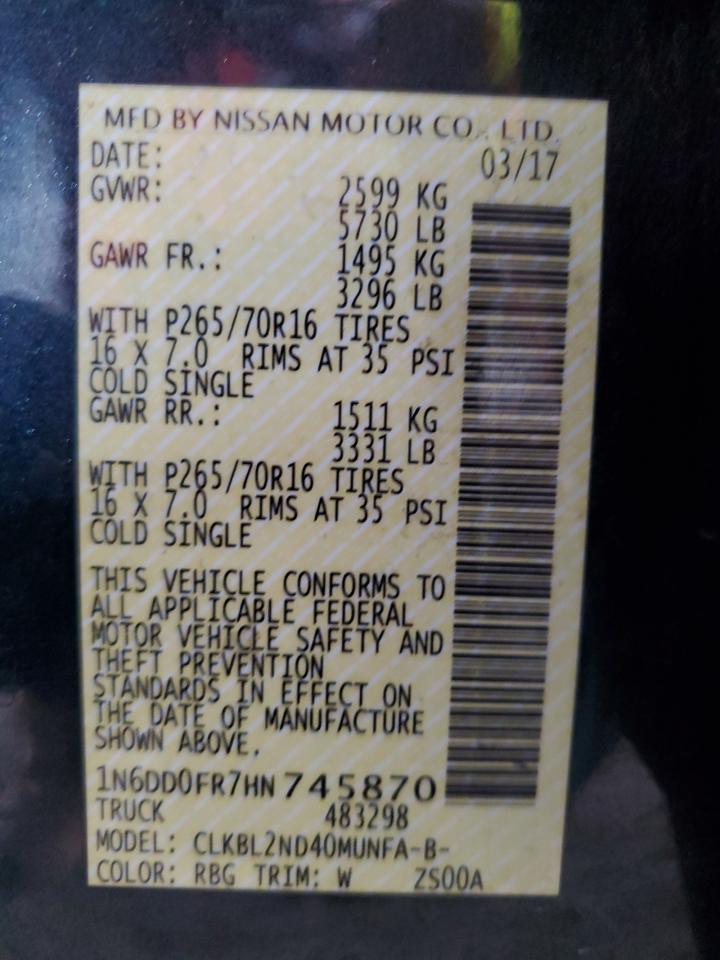 MFD BY NISSAN MOTOR CO., LTD.
DATE: 03/17
GVWR: 2599 KG
5730 LB
GAWR FR.: 1495 KG
3296 LB
WITH P265/70R16 TIRES
16 X 7.0 RIMS AT 35 PSI
COLD SINGLE
GAWR RR.: 1511 KG
3331 LB
WITH P265/70R16 TIRES
16 X 7.0 RIMS AT 35 PSI
COLD SINGLE
THIS VEHICLE CONFORMS TO
ALL APPLICABLE FEDERAL
MOTOR VEHICLE SAFETY AND
THEFT PREVENTION
STANDARDS IN EFFECT ON
THE DATE OF MANUFACTURE
SHOWN ABOVE.
1N6DD0FR7HN745870
TRUCK 483298
MODEL: CLKBL2ND40MUNFA-B-
COLOR: RBG TRIM: W ZS00A